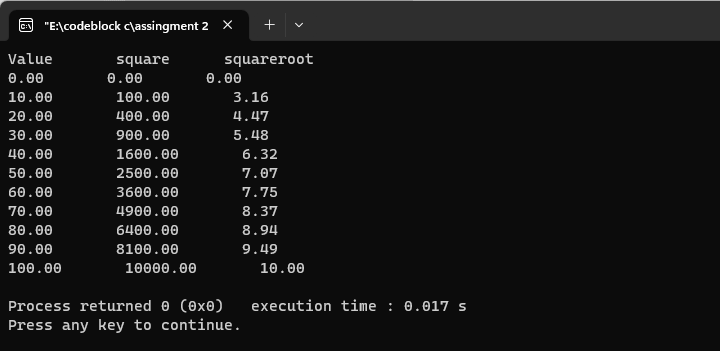 "E:\codeblock c\assingment 2
Value       square      squareroot
0.00       0.00       0.00
10.00       100.00       3.16
20.00       400.00       4.47
30.00       900.00       5.48
40.00       1600.00       6.32
50.00       2500.00       7.07
60.00       3600.00       7.75
70.00       4900.00       8.37
80.00       6400.00       8.94
90.00       8100.00       9.49
100.00       10000.00       10.00
Process returned 0 (0x0)   execution time : 0.017 s
Press any key to continue.